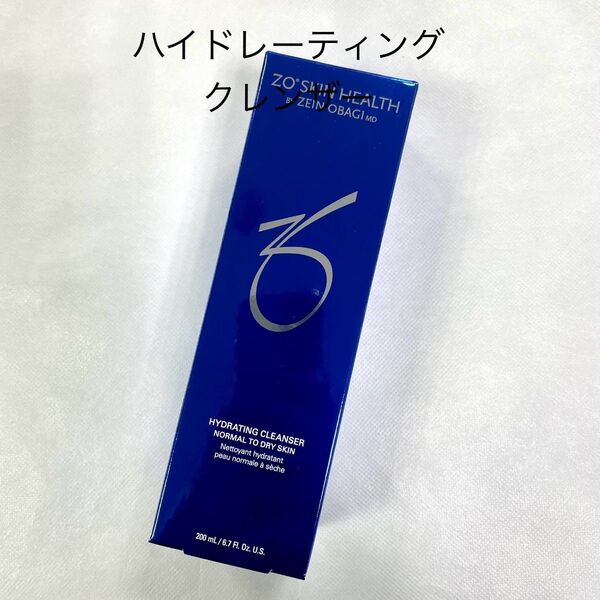 ハイドレーティング
クレンザー
ZO® SKIN HEALTH
BY ZEIN OBAGI MD
HYDRATING CLEANSER
NORMAL TO DRY SKIN
Nettoyant hydratant
peau normale à sèche
200 mL / 6.7 Fl. Oz. U.S.